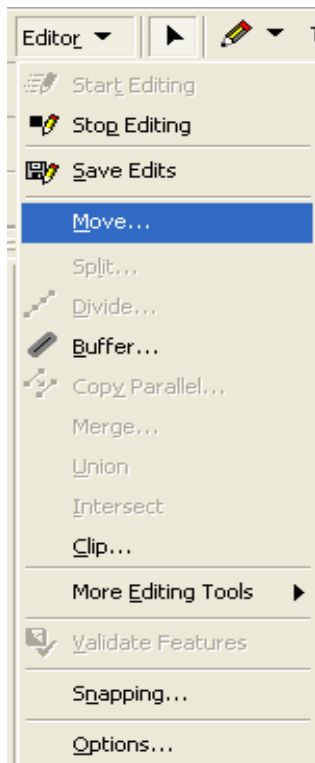 Editor
Start Editing
Stop Editing
Save Edits
Move...
Split...
Divide...
Buffer...
Copy Parallel...
Merge...
Union
Intersect
Clip...
More Editing Tools
Validate Features
Snapping...
Options...